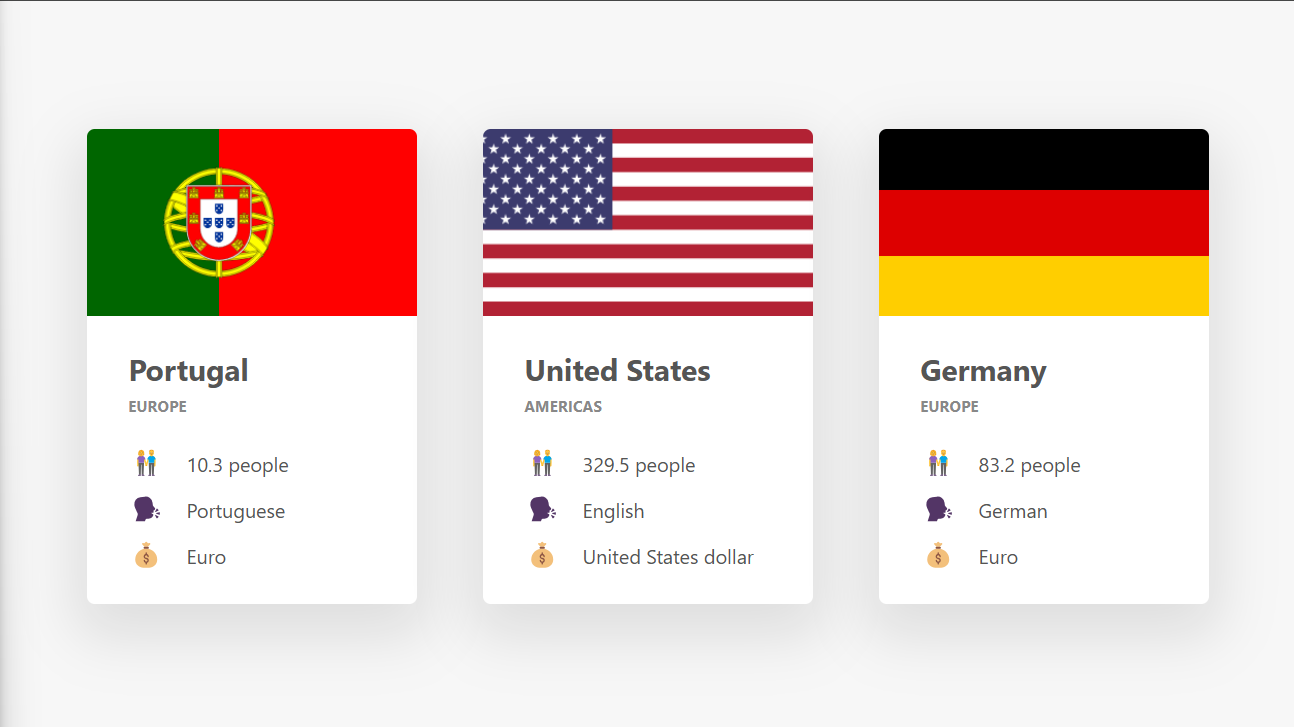 Portugal
EUROPE
10.3 people
Portuguese
Euro
United States
AMERICAS
329.5 people
English
United States dollar
Germany
EUROPE
83.2 people
German
Euro